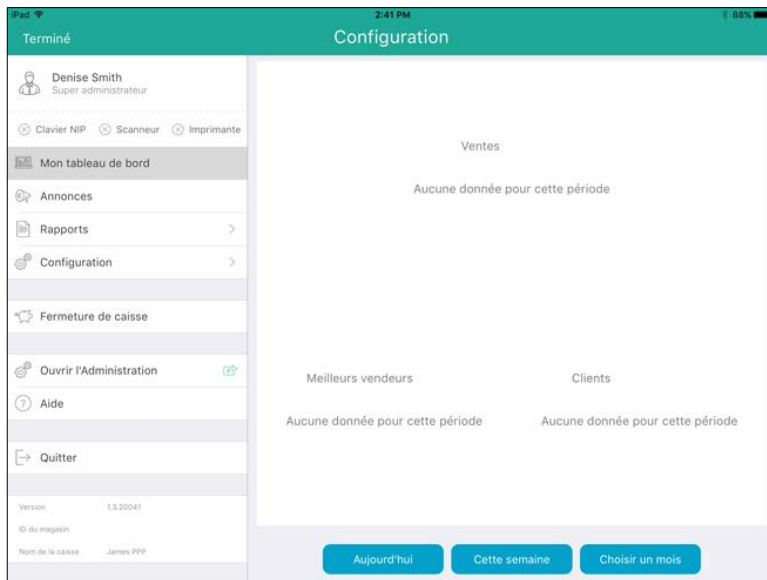 iPad 2:41 PM 88%
Terminé Configuration
Denise Smith
Super administrateur
Clavier NIP Scanneur Imprimante
Mon tableau de bord
Annonces
Rapports
Configuration
Fermeture de caisse
Ouvrir l'Administration
Aide
Quitter
Version 1.3.20041
ID du magasin
Nom de la caisse James PPP
Ventes
Aucune donnée pour cette période
Meilleurs vendeurs Clients
Aucune donnée pour cette période Aucune donnée pour cette période
Aujourd'hui Cette semaine Choisir un mois